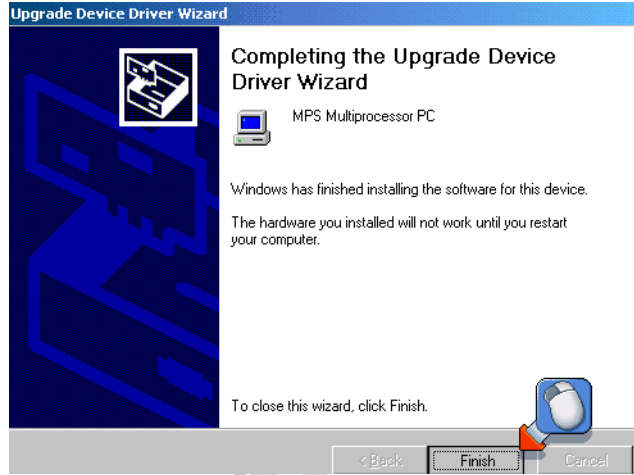 Upgrade Device Driver Wizard
Completing the Upgrade Device
Driver Wizard
MPS Multiprocessor PC
Windows has finished installing the software for this device.
The hardware you installed will not work until you restart
your computer.
To close this wizard, click Finish.
< Back
Finish
Cancel